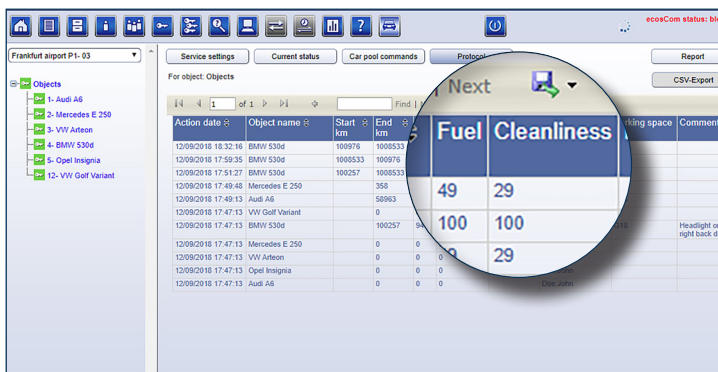 ecosCom status: blo
Frankfurt airport P1- 03
Service settings Current status Car pool commands Protocol Report
For object: Objects CSV-Export
Objects
1- Audi A6
2- Mercedes E 250
3- VW Arteon
4- BMW 530d
5- Opel Insignia
12- VW Golf Variant
1 of 1 Find | Next
Action date Object name Start km End km Fuel Cleanliness rking space Comment
12/09/2018 18:32:16 BMW 530d 100976 1008533 49 29
12/09/2018 17:59:35 BMW 530d 1008533 100976 100 100
12/09/2018 17:51:27 BMW 530d 100257 1008533 29
12/09/2018 17:49:48 Mercedes E 250 358
12/09/2018 17:49:13 Audi A6 58963
12/09/2018 17:47:13 VW Golf Variant 0
12/09/2018 17:47:13 BMW 530d 100257 Headlight
right back d
12/09/2018 17:47:13 Mercedes E 250 0 0
12/09/2018 17:47:13 VW Arteon 0 0 0
12/09/2018 17:47:13 Opel Insignia 0 0 0
12/09/2018 17:47:13 Audi A6 0 0 0 Doe John